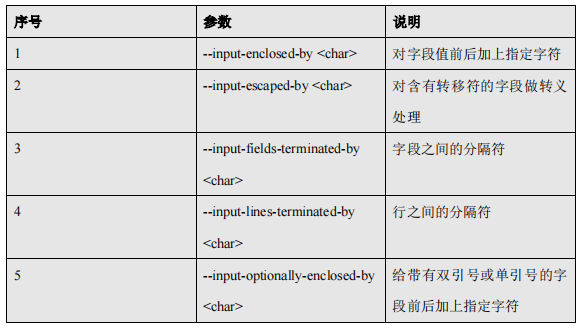 序号 参数 说明
1 --input-enclosed-by <char> 对字段值前后加上指定字符
2 --input-escaped-by <char> 对含有转移符的字段做转义
处理
3 --input-fields-terminated-by 字段之间的分隔符
<char>
4 --input-lines-terminated-by 行之间的分隔符
<char>
5 --input-optionally-enclosed-by 给带有双引号或单引号的字
<char> 段前后加上指定字符